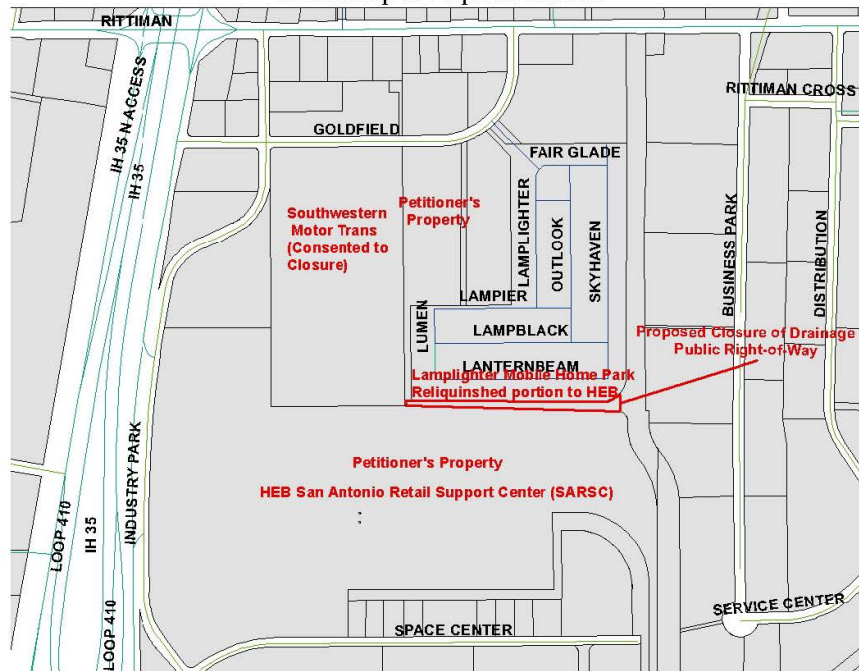 RITTIMAN
IH 35 N ACCESS
IH 35
GOLDFIELD
RITTIMAN CROSS
FAIR GLADE
Southwestern
Motor Trans
(Consented to
Closure)
Petitioner's
Property
LAMPLIGHTER
OUTLOOK
SKYHAVEN
BUSINESS PARK
DISTRIBUTION
LAMPIER
LUMEN
LAMPBLACK
LANTERNBEAM
Proposed Closure of Drainage
Public Right-of-Way
Lamplighter Mobile Home Park
Reliquinshed portion to HEB
Petitioner's Property
HEB San Antonio Retail Support Center (SARSC)
INDUSTRY PARK
LOOP 410
IH 35
LOOP 410
SPACE CENTER
SERVICE CENTER